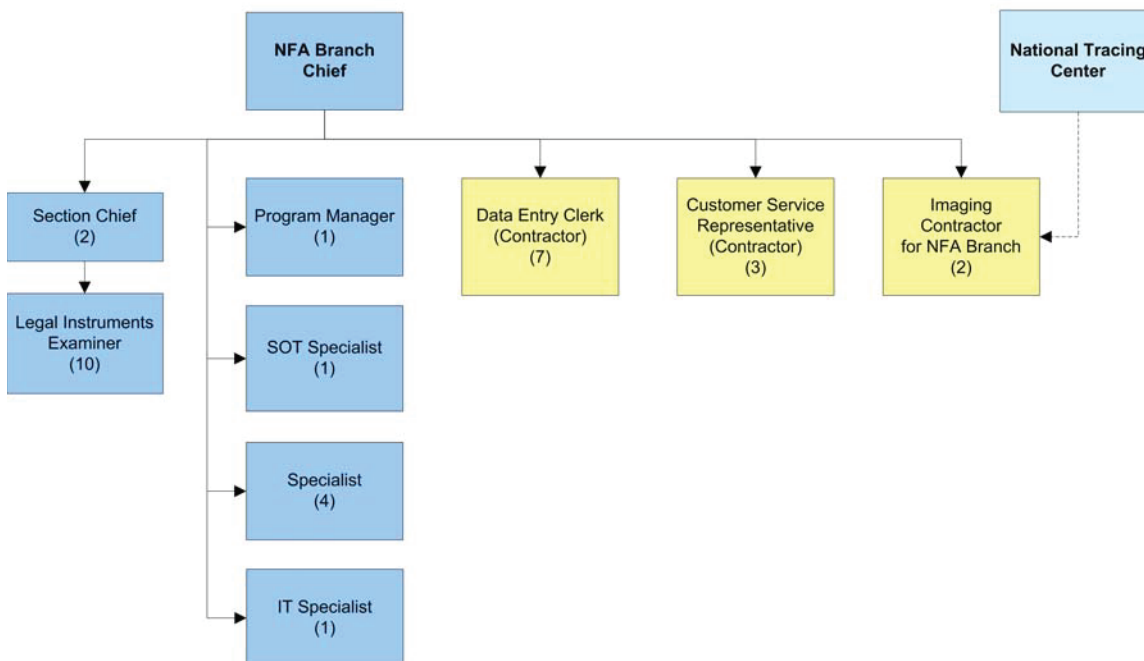 NFA Branch
Chief
National Tracing
Center
Section Chief
(2)
Legal Instruments
Examiner
(10)
Program Manager
(1)
SOT Specialist
(1)
Specialist
(4)
IT Specialist
(1)
Data Entry Clerk
(Contractor)
(7)
Customer Service
Representative
(Contractor)
(3)
Imaging
Contractor
for NFA Branch
(2)